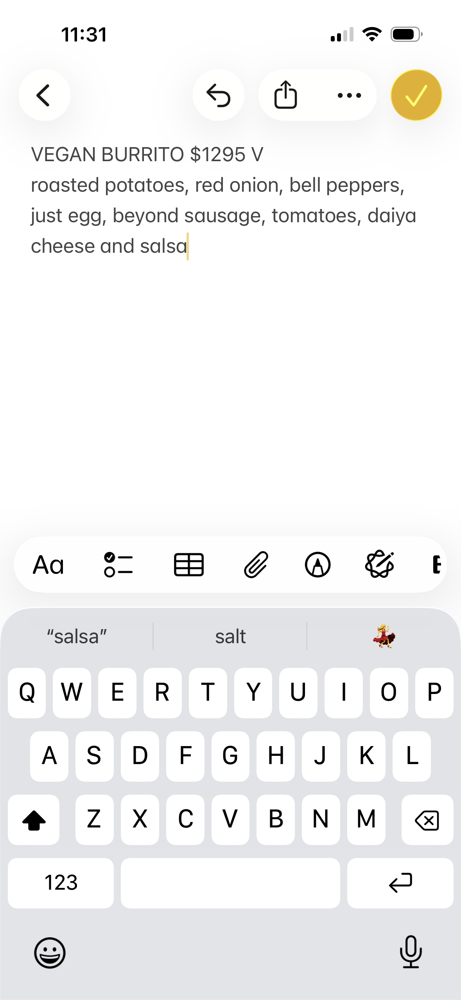 11:31
VEGAN BURRITO $1295 V
roasted potatoes, red onion, bell peppers,
just egg, beyond sausage, tomatoes, daiya
cheese and salsa
Aa
“salsa” salt
Q W E R T Y U I O P
A S D F G H J K L
Z X C V B N M
123